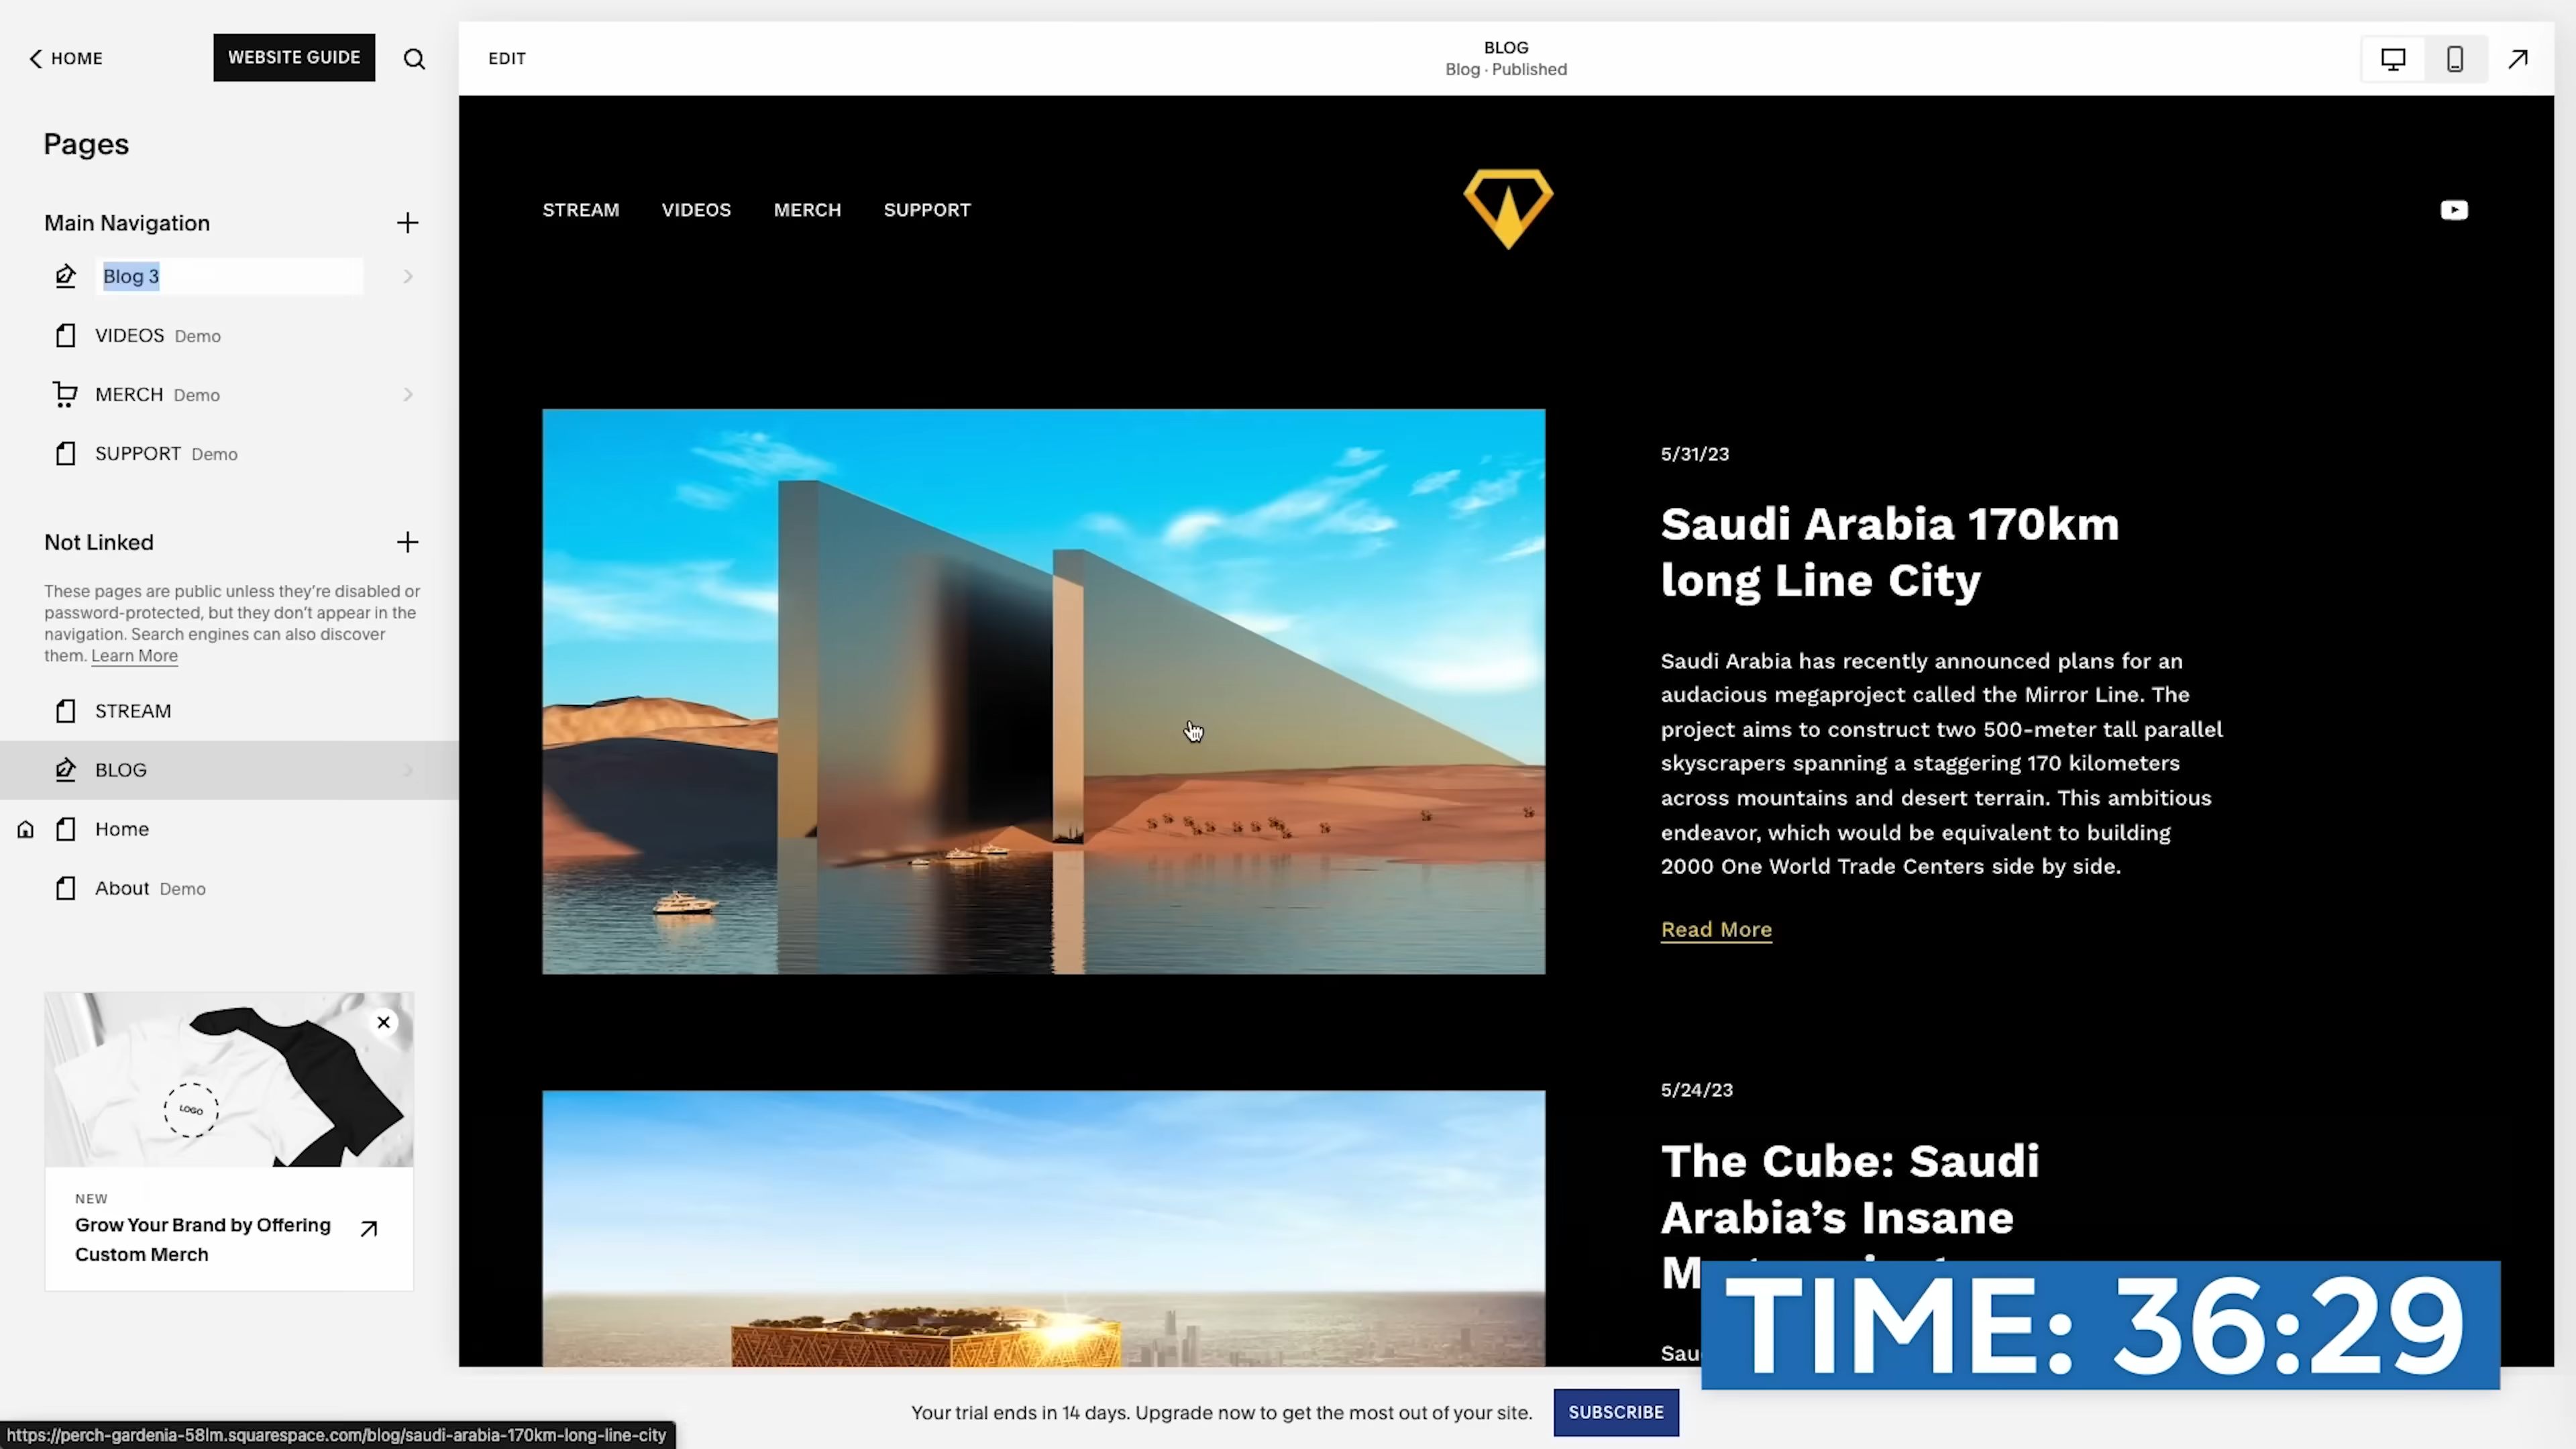 HOME
WEBSITE GUIDE
Pages
Main Navigation
Blog 3
VIDEOS Demo
MERCH Demo
SUPPORT Demo
Not Linked
These pages are public unless they're disabled or
password-protected, but they don't appear in the
navigation. Search engines can also discover
them. Learn More
STREAM
BLOG
Home
About Demo
LOGO
NEW
Grow Your Brand by Offering
Custom Merch
EDIT
BLOG
Blog · Published
STREAM VIDEOS MERCH SUPPORT
5/31/23
Saudi Arabia 170km
long Line City
Saudi Arabia has recently announced plans for an
audacious megaproject called the Mirror Line. The
project aims to construct two 500-meter tall parallel
skyscrapers spanning a staggering 170 kilometers
across mountains and desert terrain. This ambitious
endeavor, which would be equivalent to building
2000 One World Trade Centers side by side.
Read More
5/24/23
The Cube: Saudi
Arabia’s Insane
TIME: 36:29
Your trial ends in 14 days. Upgrade now to get the most out of your site.
SUBSCRIBE
https://perch-gardenia-58lm.squarespace.com/blog/saudi-arabia-170km-long-line-city